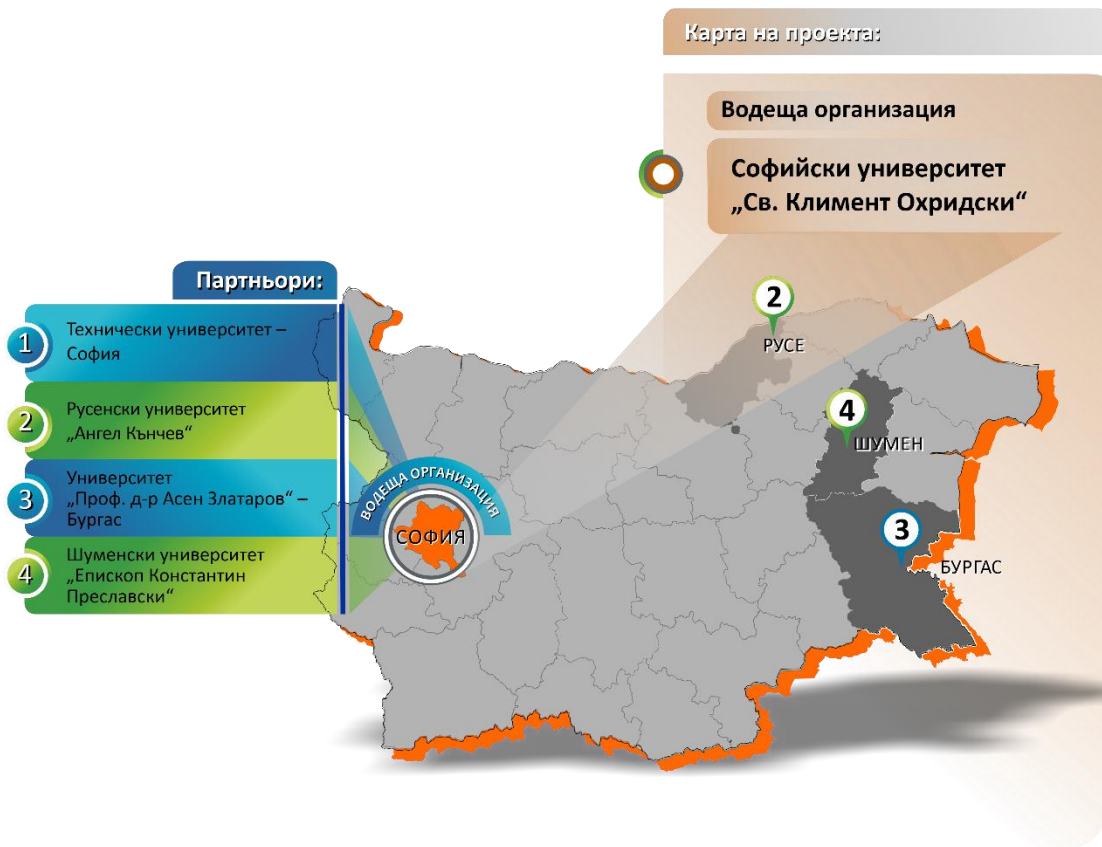 Карта на проекта:
Водеща организация
Софийски университет
„Св. Климент Охридски“
Партньори:
1
Технически университет –
София
2
Русенски университет
„Ангел Кънчев“
3
Университет
„Проф. д-р Асен Златаров“ –
Бургас
4
Шуменски университет
„Епископ Константин
Преславски“
2
РУСЕ
4
ШУМЕН
3
БУРГАС
ВОДЕЩА ОРГАНИЗАЦИЯ
СОФИЯ